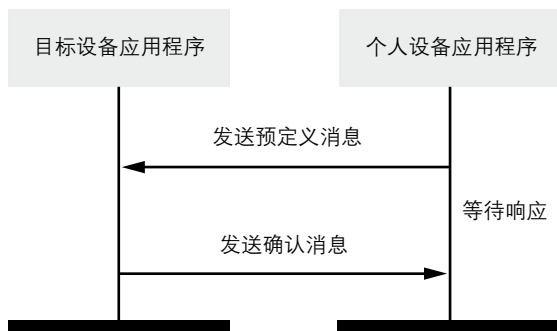 目标设备应用程序
个人设备应用程序
发送预定义消息
等待响应
发送确认消息